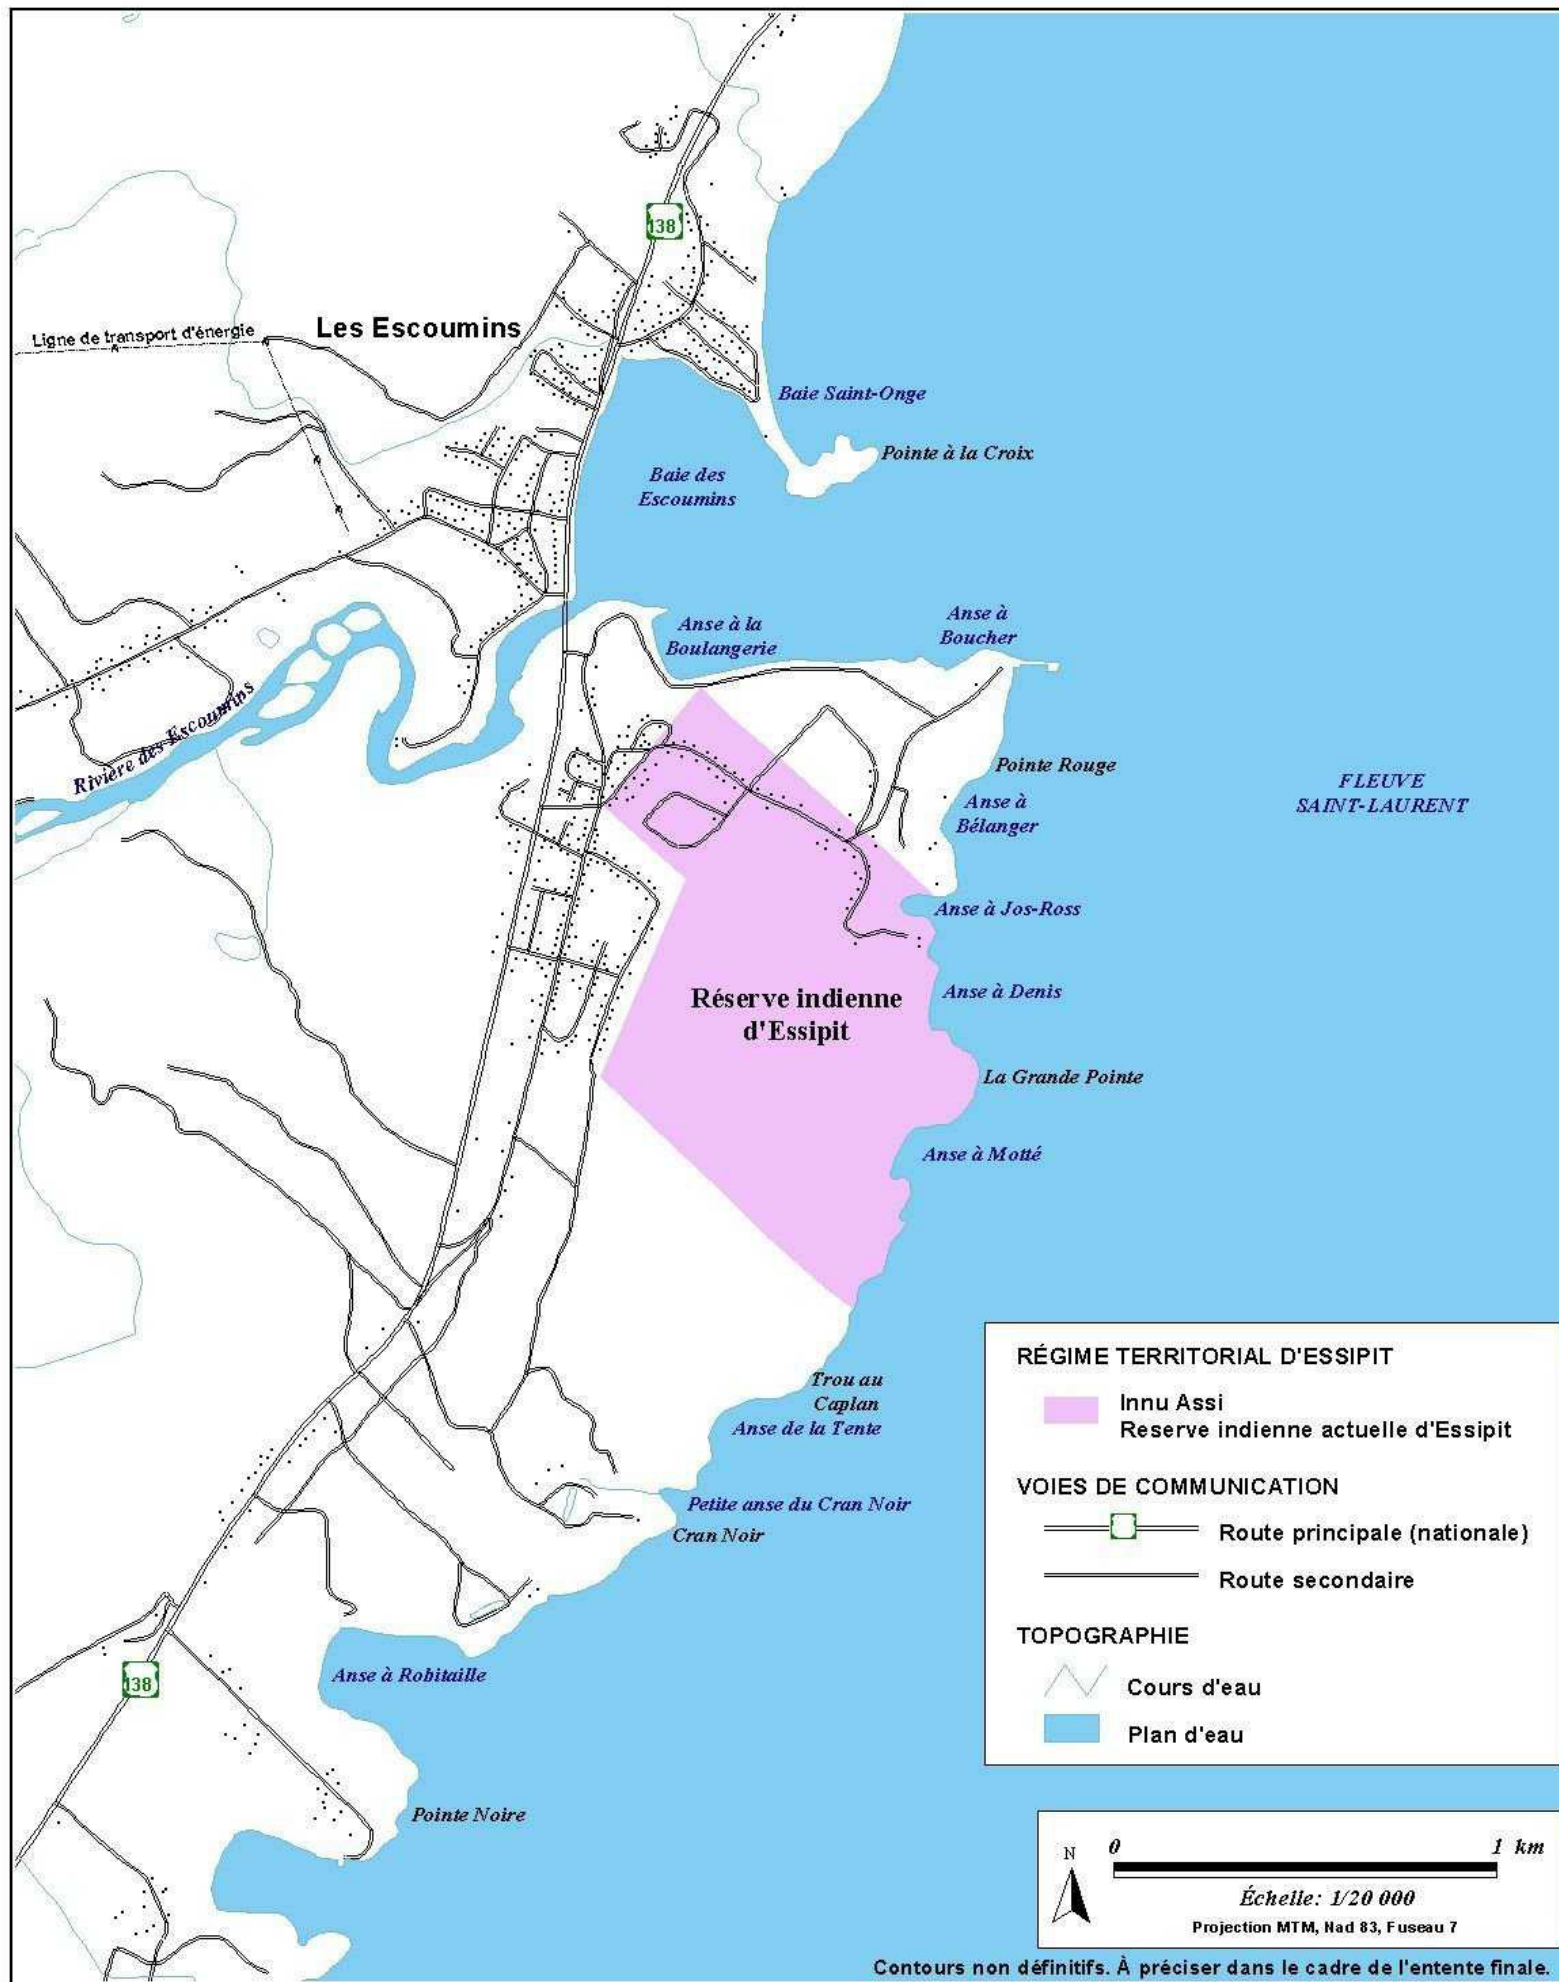 138
Ligne de transport d'énergie
Les Escoumins
Baie Saint-Onge
Pointe à la Croix
Baie des
Escoumins
Anse à la
Boulangerie
Anse à
Boucher
Rivière des Escoumins
Pointe Rouge
Anse à
Bélanger
FLEUVE
SAINT-LAURENT
Anse à Jos-Ross
Réserve indienne
d'Essipit
Anse à Denis
La Grande Pointe
Anse à Motté
Trou au
Caplan
Anse de la Tente
Petite anse du Cran Noir
Cran Noir
Anse à Robitaille
138
Pointe Noire
RÉGIME TERRITORIAL D'ESSIPIT
Innu Assi
Reserve indienne actuelle d'Essipit
VOIES DE COMMUNICATION
Route principale (nationale)
Route secondaire
TOPOGRAPHIE
Cours d'eau
Plan d'eau
N
0 1 km
Échelle: 1/20 000
Projection MTM, Nad 83, Fuseau 7
Contours non définitifs. À préciser dans le cadre de l'entente finale.